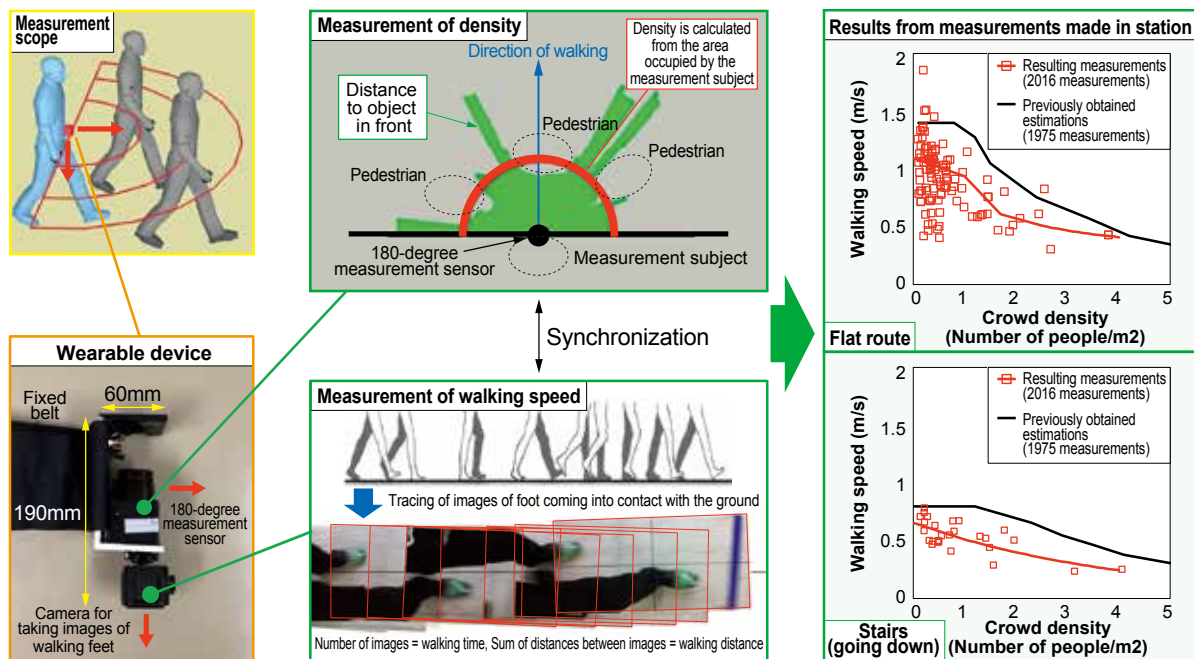 Measurement
scope
Measurement of density
Direction of walking
Density is calculated
from the area
occupied by the
measurement subject
Distance
to object
in front
Pedestrian
Pedestrian
Pedestrian
180-degree
measurement sensor
Measurement subject
Synchronization
Wearable device
Fixed
belt
60mm
190mm
180-degree
measurement
sensor
Camera for
taking images of
walking feet
Measurement of walking speed
Tracing of images of foot coming into contact with the ground
Number of images = walking time, Sum of distances between images = walking distance
Results from measurements made in station
Walking speed (m/s)
2
1.5
1
0.5
0
Resulting measurements
(2016 measurements)
Previously obtained
estimations
(1975 measurements)
0 1 2 3 4 5
Crowd density
(Number of people/m2)
Flat route
Walking speed (m/s)
2
1.5
1
0.5
0
Resulting measurements
(2016 measurements)
Previously obtained
estimations
(1975 measurements)
0 1 2 3 4 5
Crowd density
(Number of people/m2)
Stairs
(going down)